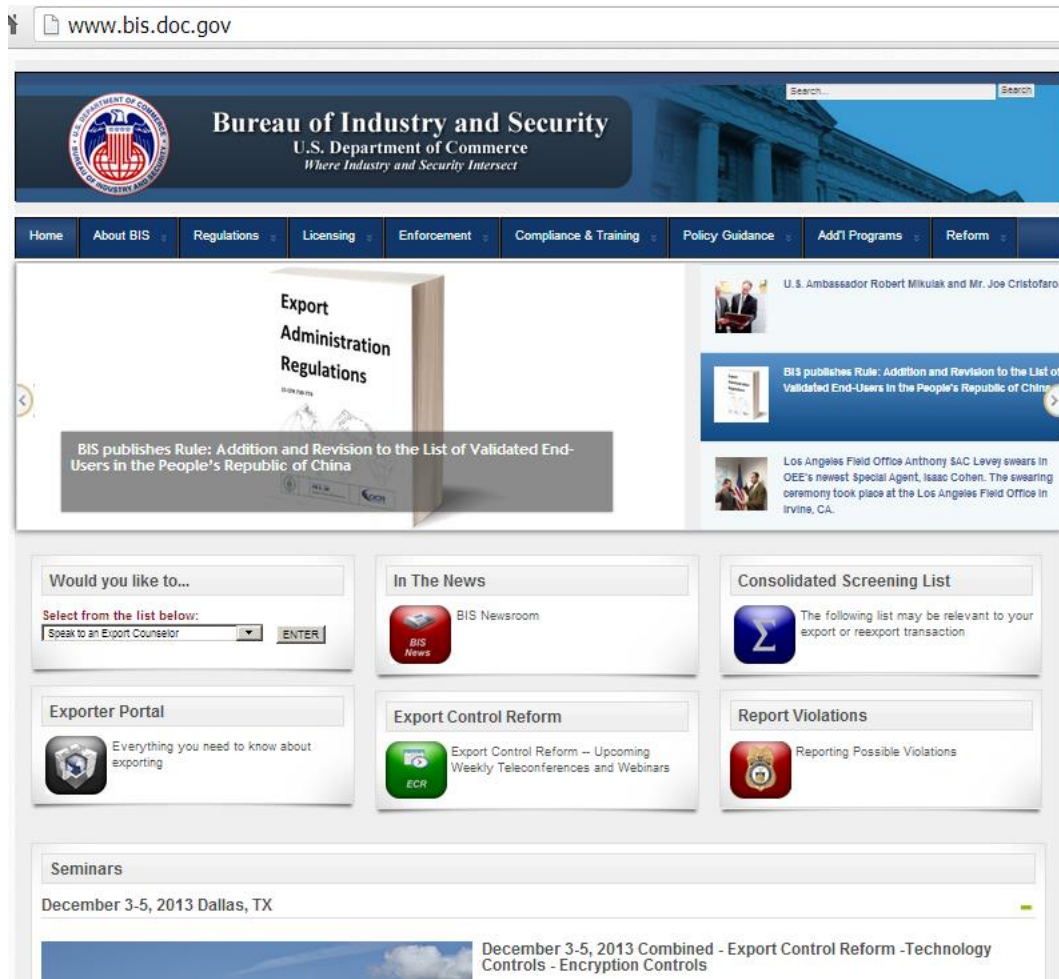 www.bis.doc.gov
Search...
Search
Bureau of Industry and Security
U.S. Department of Commerce
Where Industry and Security Intersect
U.S. DEPARTMENT OF COMMERCE
BUREAU OF INDUSTRY AND SECURITY
Home
About BIS
Regulations
Licensing
Enforcement
Compliance & Training
Policy Guidance
Add'l Programs
Reform
Export
Administration
Regulations
BIS publishes Rule: Addition and Revision to the List of Validated End-
Users in the People's Republic of China
U.S. Ambassador Robert Mikulak and Mr. Joe Cristofaro
BIS publishes Rule: Addition and Revision to the List of
Validated End-Users in the People's Republic of China
Los Angeles Field Office Anthony SAC Levey swears in
OEE's newest Special Agent, Isaac Cohen. The swearing
ceremony took place at the Los Angeles Field Office in
Irvine, CA.
Would you like to...
Select from the list below:
Speak to an Export Counselor
ENTER
In The News
BIS
News
BIS Newsroom
Consolidated Screening List
Σ
The following list may be relevant to your
export or reexport transaction
Exporter Portal
Everything you need to know about
exporting
Export Control Reform
ECR
Export Control Reform -- Upcoming
Weekly Teleconferences and Webinars
Report Violations
Reporting Possible Violations
Seminars
December 3-5, 2013 Dallas, TX
December 3-5, 2013 Combined - Export Control Reform -Technology
Controls - Encryption Controls